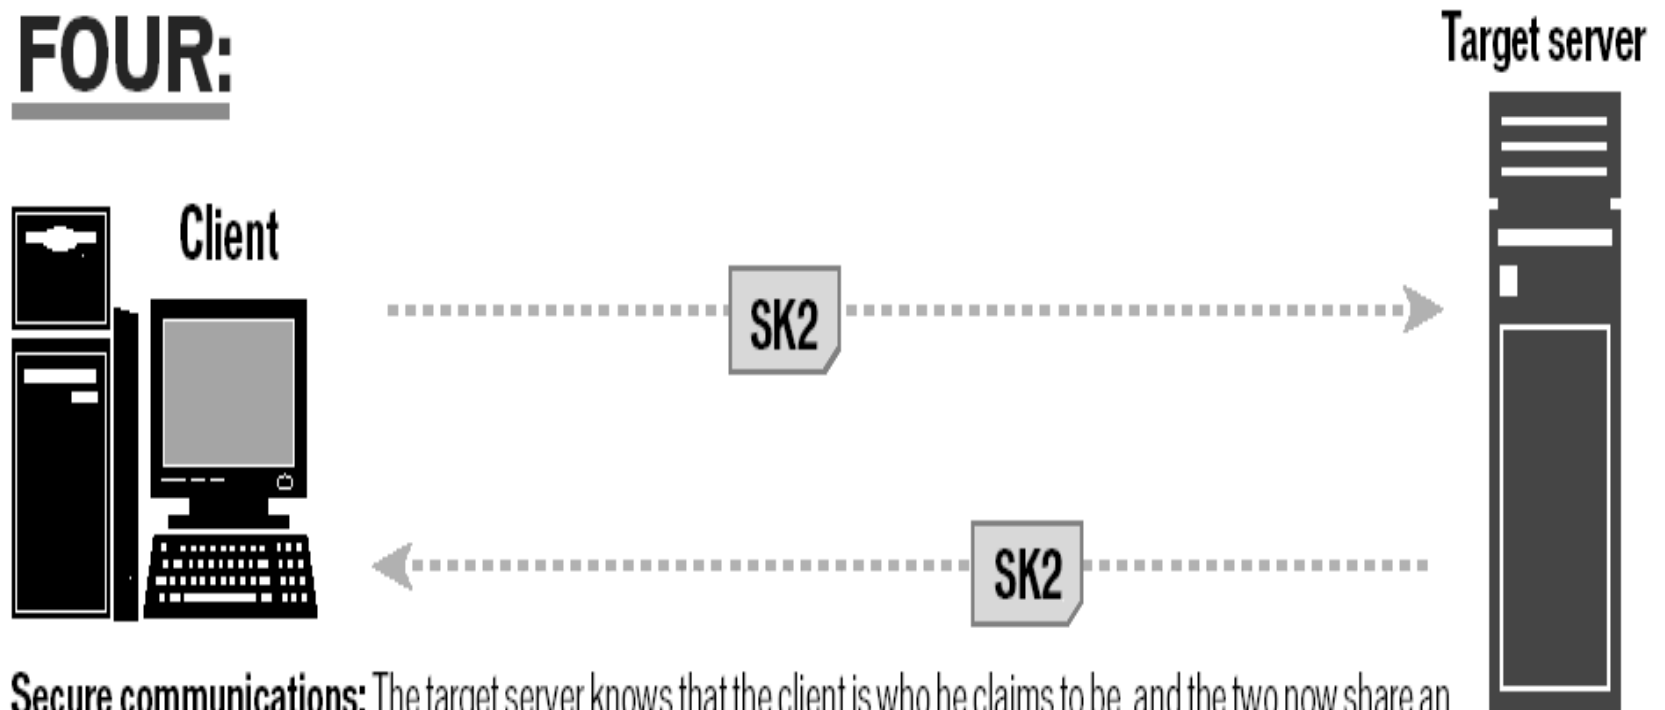 FOUR:
Target server
Client
SK2
SK2
Secure communications: The target server knows that the client is who he claims to be, and the two now share an